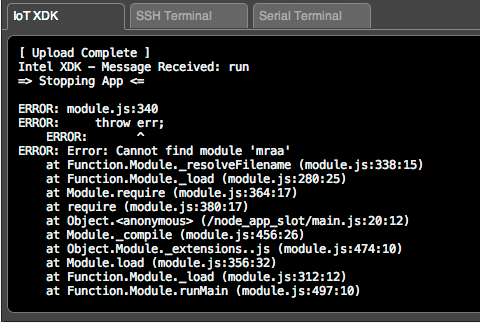 IoT XDK
SSH Terminal
Serial Terminal
[ Upload Complete ]
Intel XDK - Message Received: run
=> Stopping App <=
ERROR: module.js:340
ERROR:     throw err;
ERROR:       ^
ERROR: Error: Cannot find module 'mraa'
at Function.Module._resolveFilename (module.js:338:15)
at Function.Module._load (module.js:280:25)
at Module.require (module.js:364:17)
at require (module.js:380:17)
at Object.<anonymous> (/node_app_slot/main.js:20:12)
at Module._compile (module.js:456:26)
at Object.Module._extensions..js (module.js:474:10)
at Module.load (module.js:356:32)
at Function.Module._load (module.js:312:12)
at Function.Module.runMain (module.js:497:10)